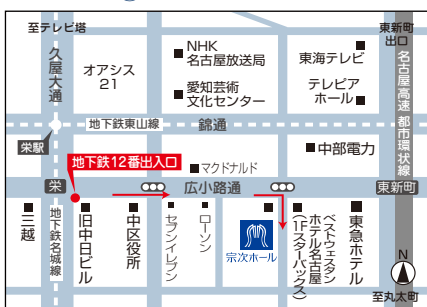 至テレビ塔
東新町
出口
久屋大通
オアシス
21
NHK
名古屋放送局
愛知芸術
文化センター
東海テレビ
テレピア
ホール
名古屋高速 都市環状線
地下鉄東山線
錦通
栄駅
地下鉄12番出入口
マクドナルド
中部電力
栄
広小路通
東新町
三越
地下鉄名城線
旧中日ビル
中区役所
セブンイレブン
ローソン
宗次ホール
ベストウェスタン
ホテル名古屋
(1Fスターバックス)
東急ホテル
N
至丸太町